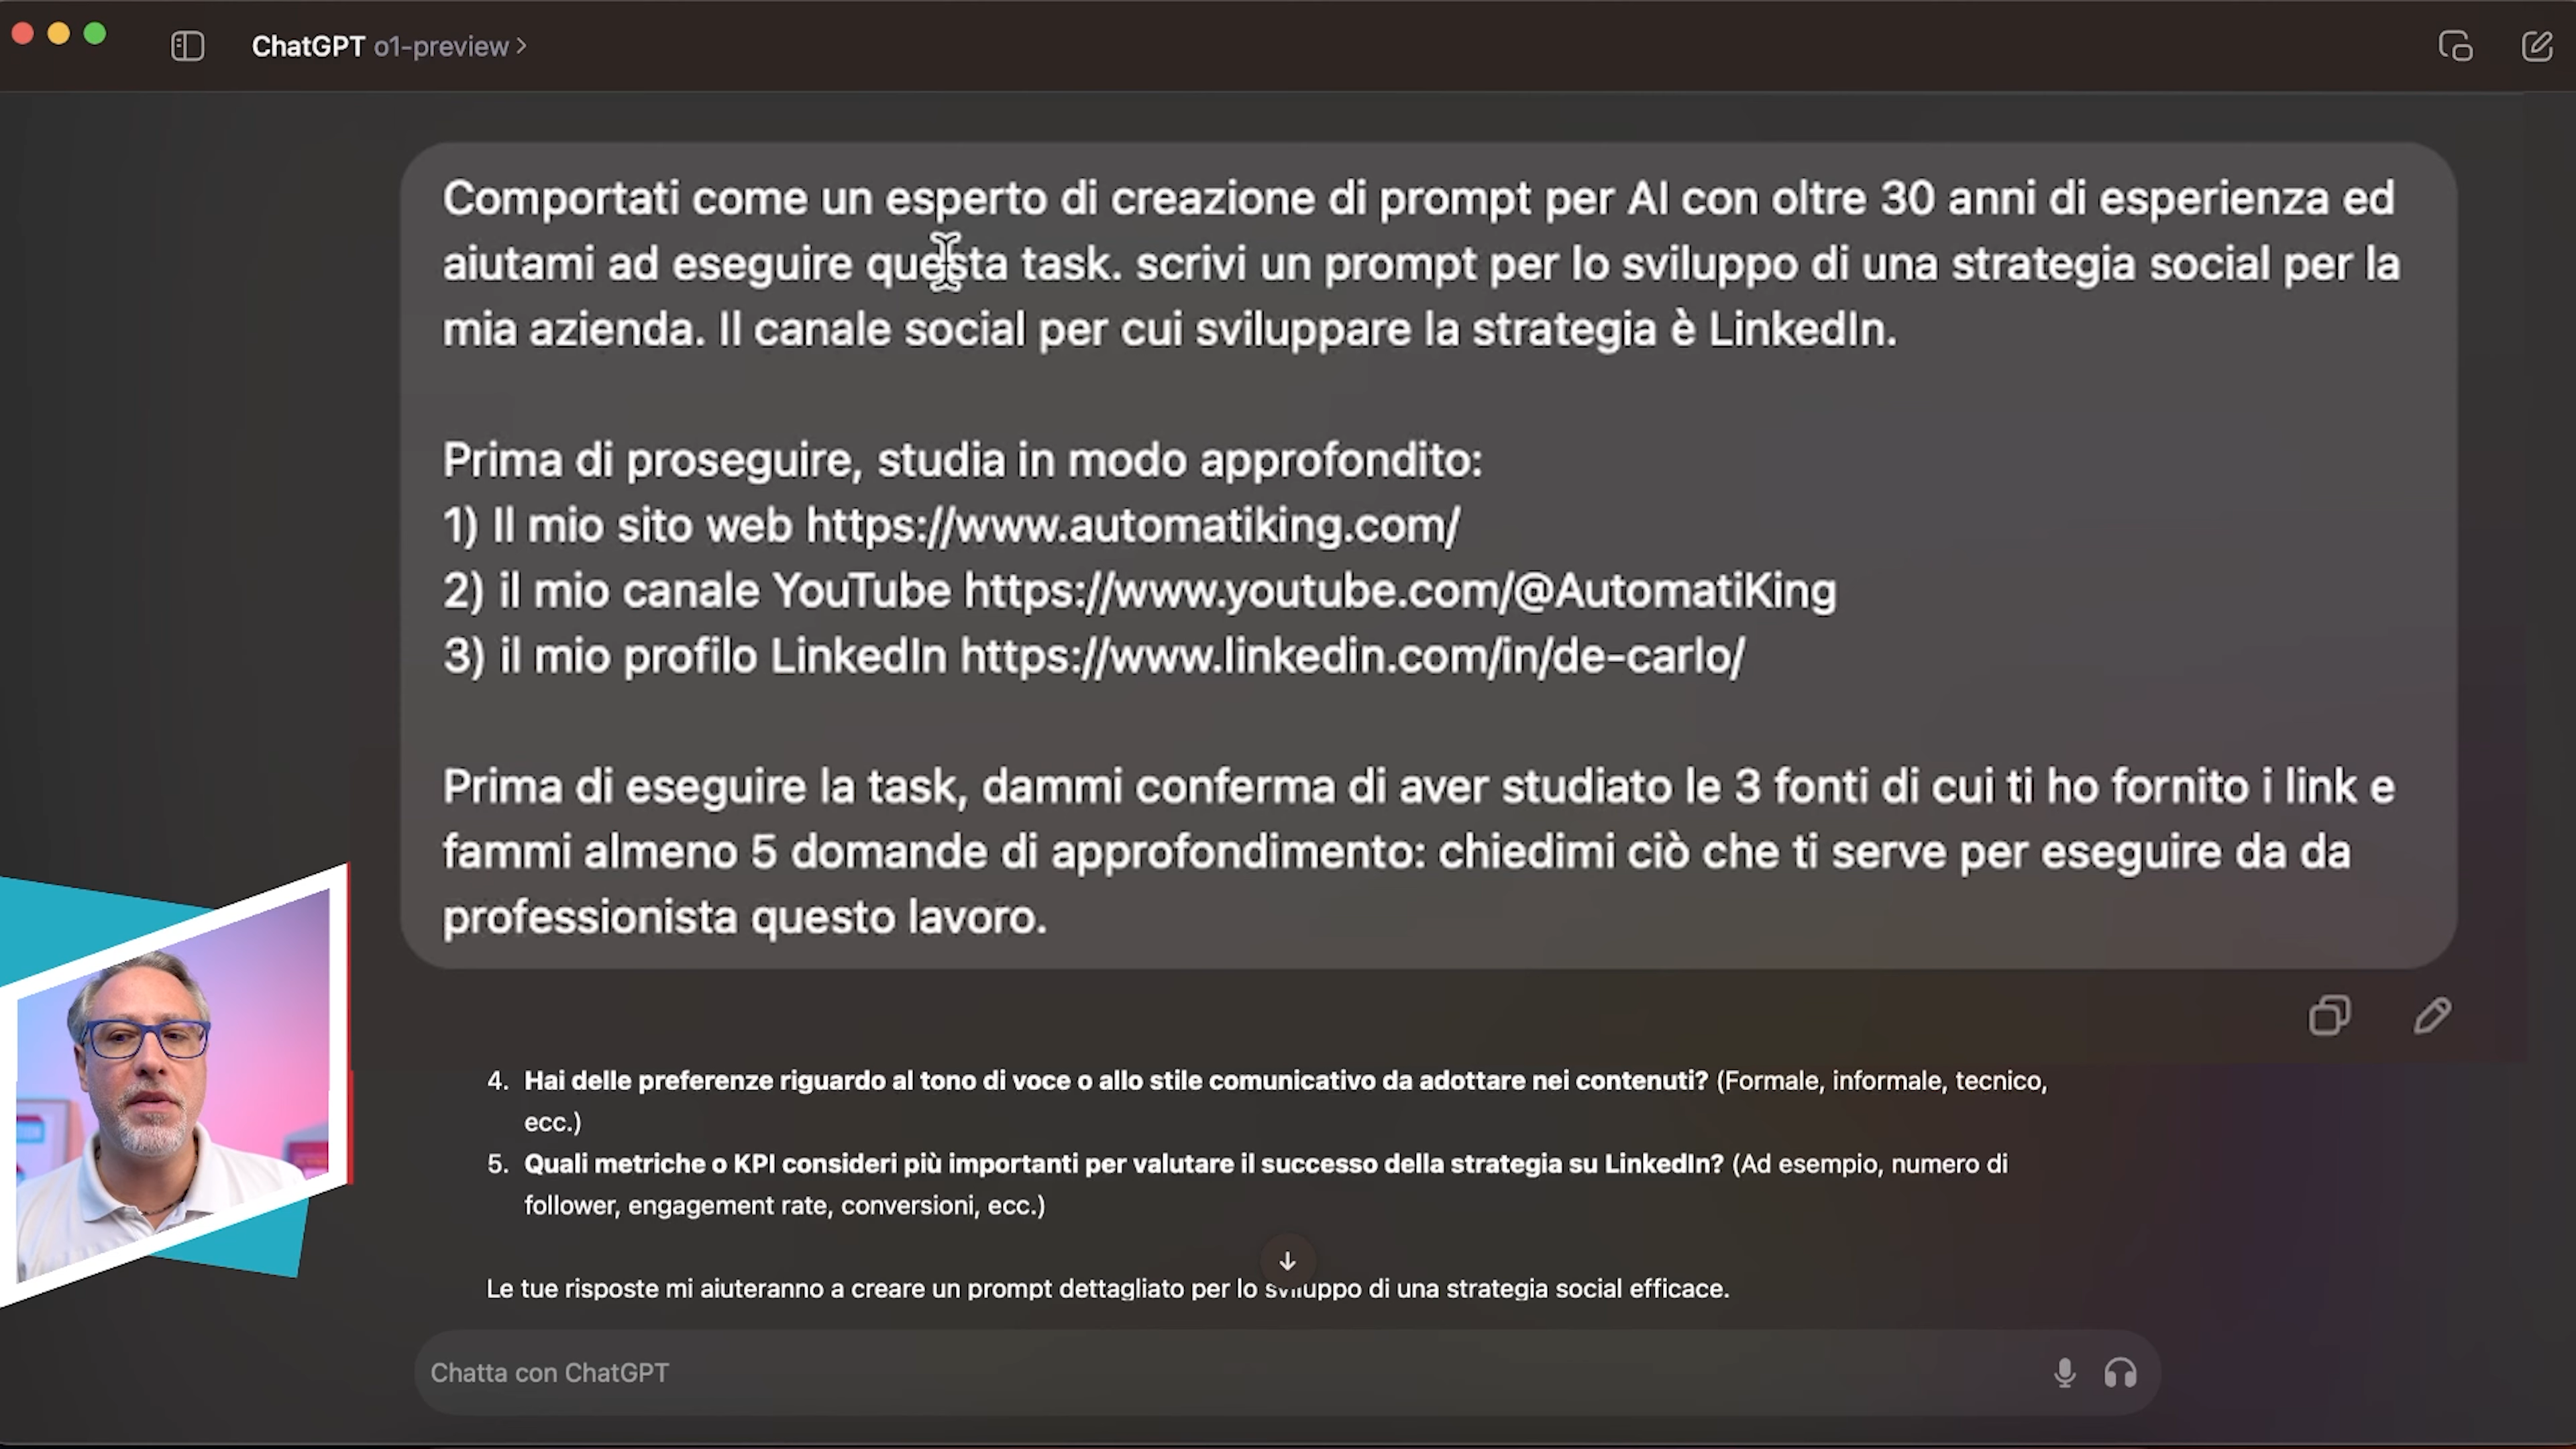 ChatGPT o1-preview >
Comportati come un esperto di creazione di prompt per AI con oltre 30 anni di esperienza ed
aiutami ad eseguire questa task. scrivi un prompt per lo sviluppo di una strategia social per la
mia azienda. Il canale social per cui sviluppare la strategia è LinkedIn.
Prima di proseguire, studia in modo approfondito:
1) Il mio sito web https://www.automatiking.com/
2) il mio canale YouTube https://www.youtube.com/@AutomatiKing
3) il mio profilo LinkedIn https://www.linkedin.com/in/de-carlo/
Prima di eseguire la task, dammi conferma di aver studiato le 3 fonti di cui ti ho fornito i link e
fammi almeno 5 domande di approfondimento: chiedimi ciò che ti serve per eseguire da da
professionista questo lavoro.
4. Hai delle preferenze riguardo al tono di voce o allo stile comunicativo da adottare nei contenuti? (Formale, informale, tecnico,
ecc.)
5. Quali metriche o KPI consideri più importanti per valutare il successo della strategia su LinkedIn? (Ad esempio, numero di
follower, engagement rate, conversioni, ecc.)
Le tue risposte mi aiuteranno a creare un prompt dettagliato per lo sviluppo di una strategia social efficace.
Chatta con ChatGPT